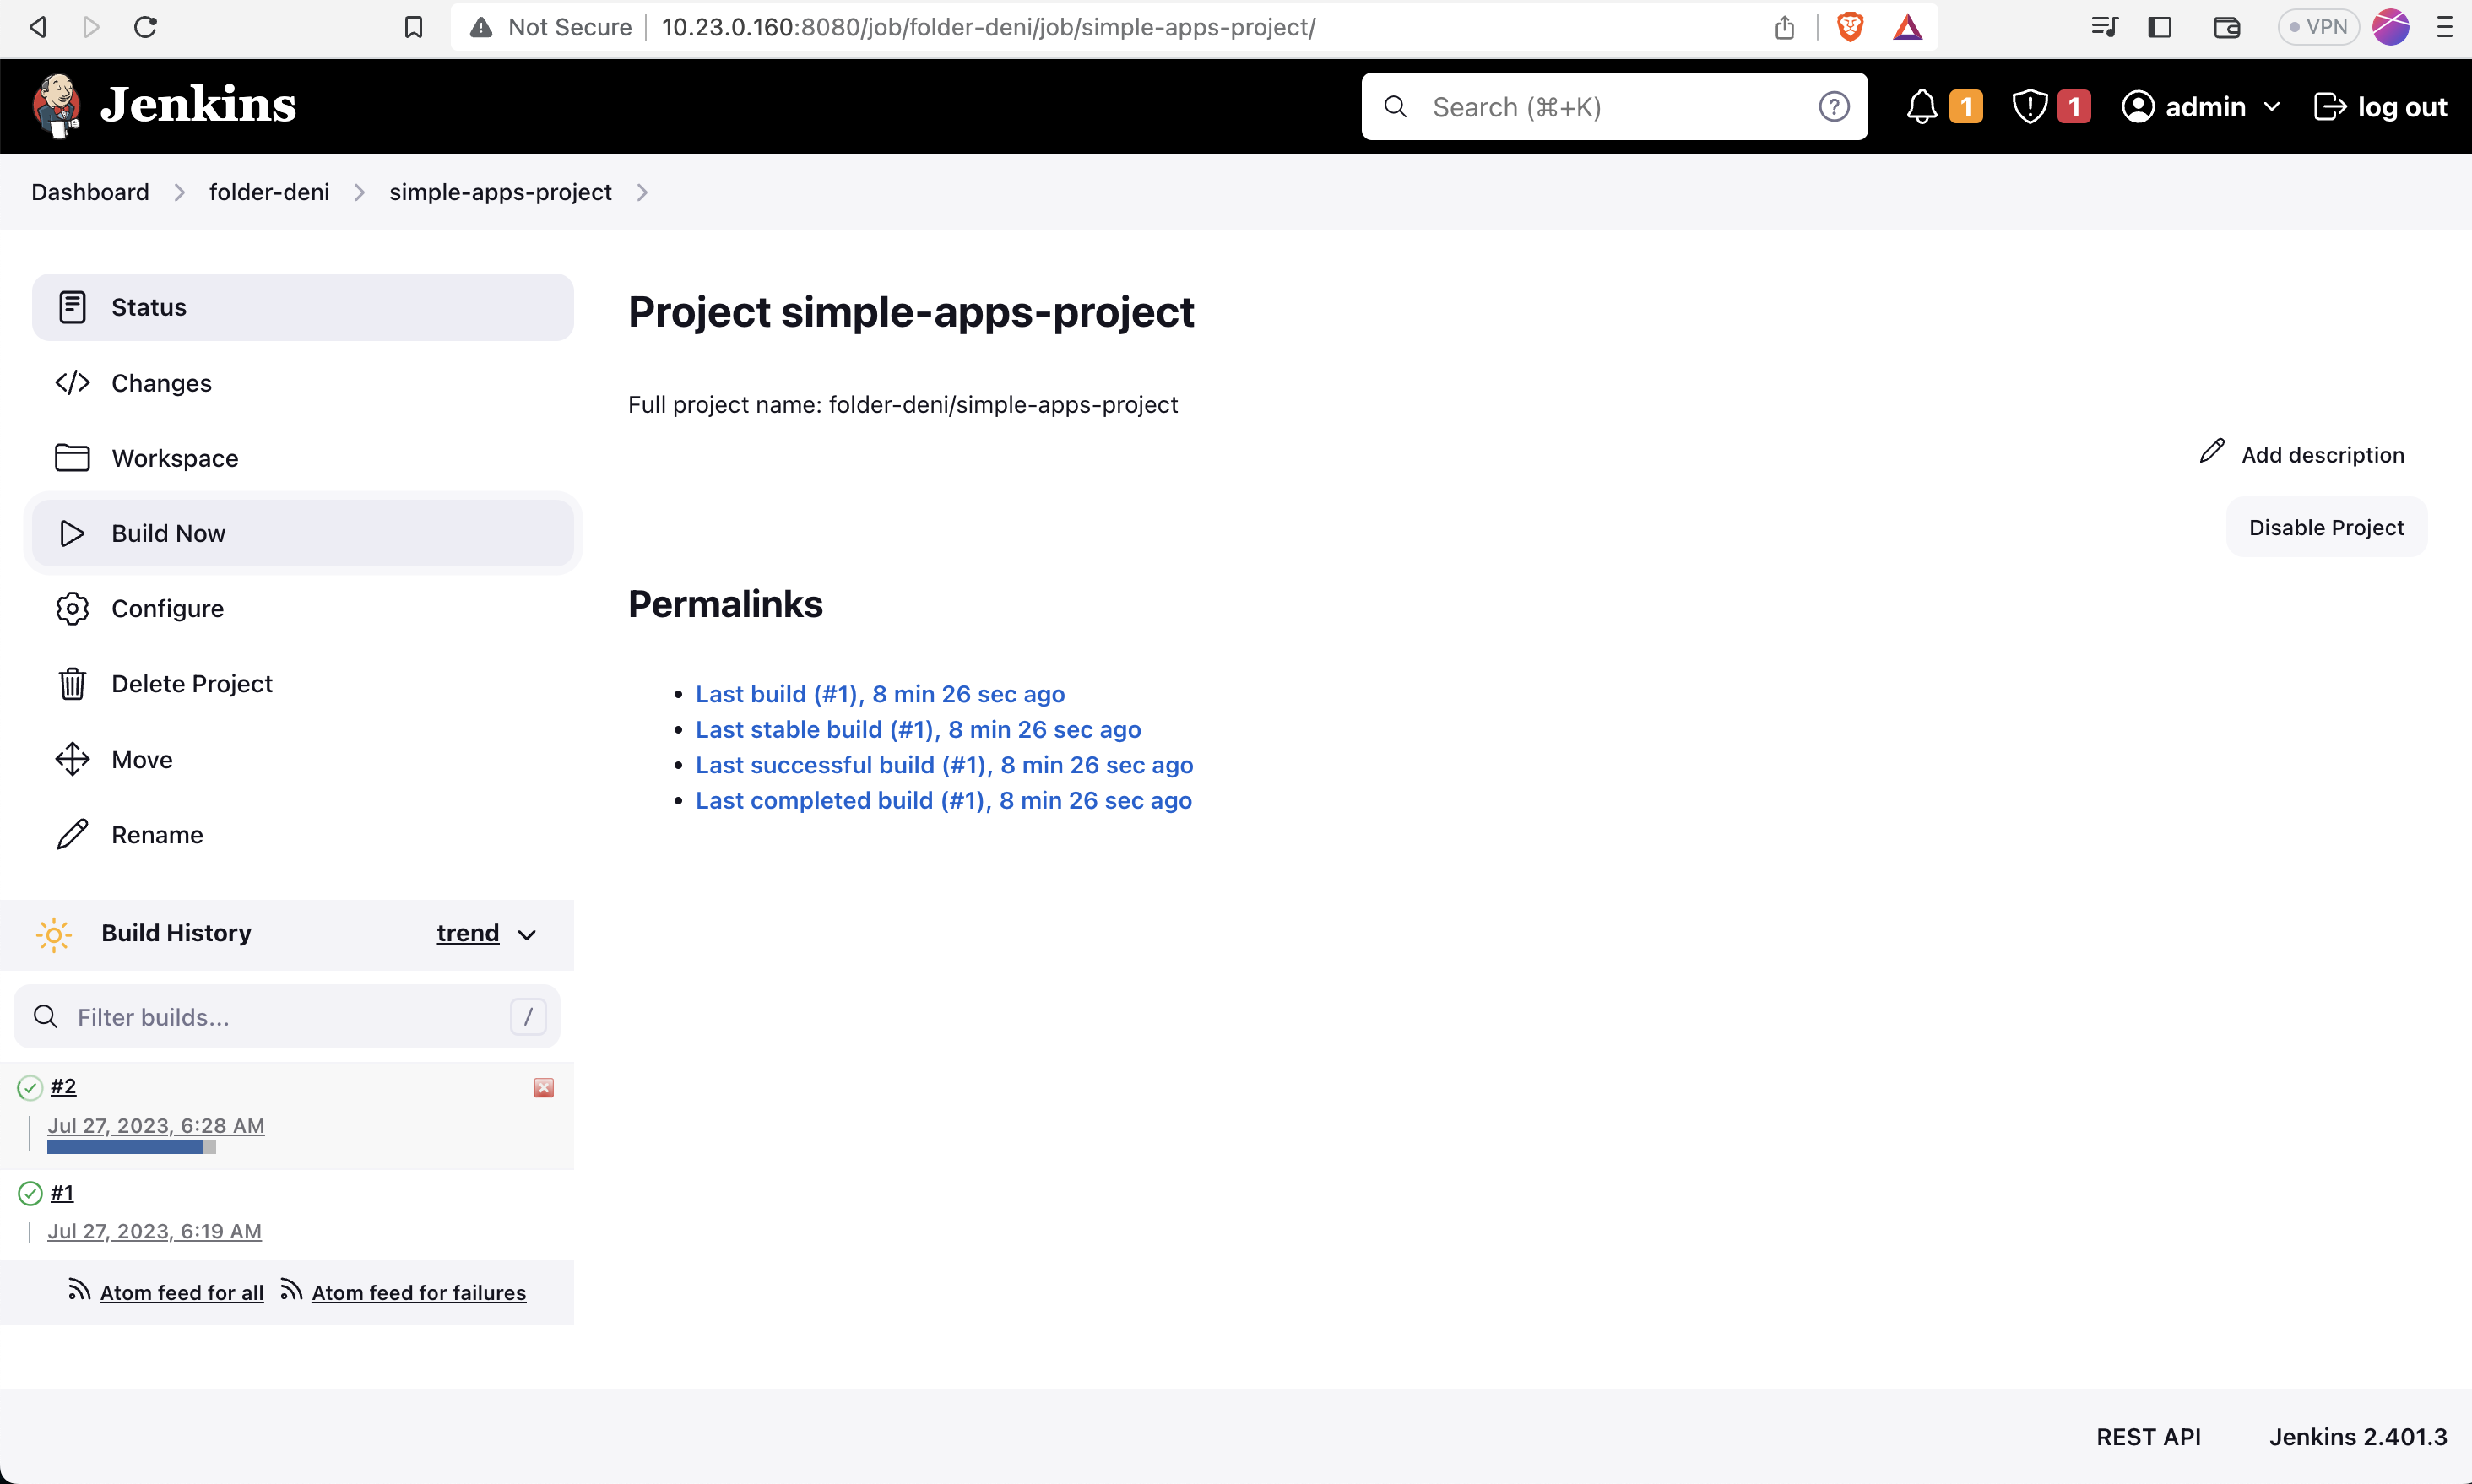 Not Secure 10.23.0.160:8080/job/folder-deni/job/simple-apps-project/ VPN
Jenkins Search (⌘+K) ? 1 1 admin log out
Dashboard folder-deni simple-apps-project
Status
Changes
Workspace
Build Now
Configure
Delete Project
Move
Rename
Build History trend
Filter builds... /
#2
Jul 27, 2023, 6:28 AM
#1
Jul 27, 2023, 6:19 AM
Atom feed for all Atom feed for failures
Project simple-apps-project
Full project name: folder-deni/simple-apps-project
Add description
Disable Project
Permalinks
Last build (#1), 8 min 26 sec ago
Last stable build (#1), 8 min 26 sec ago
Last successful build (#1), 8 min 26 sec ago
Last completed build (#1), 8 min 26 sec ago
REST API Jenkins 2.401.3